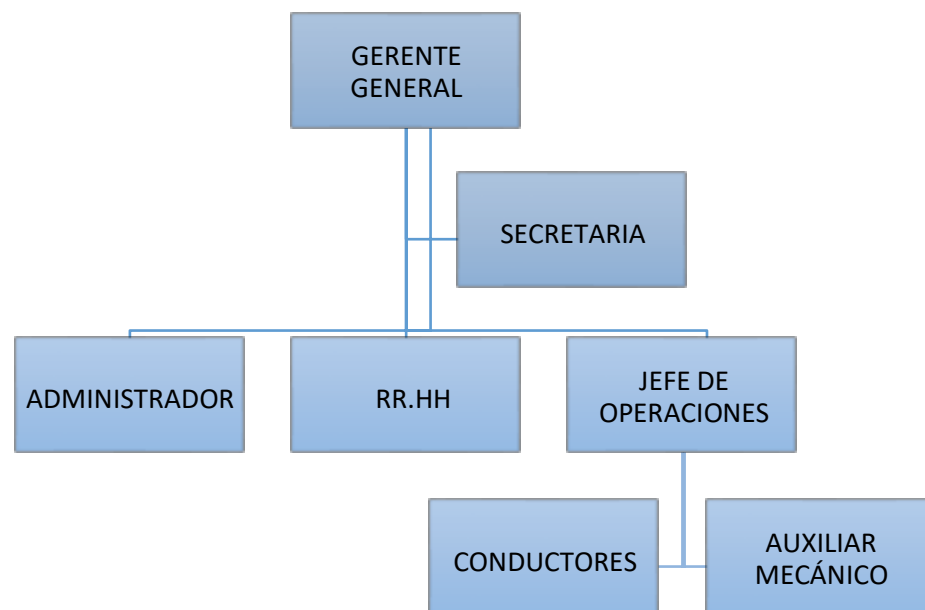 GERENTE
GENERAL
SECRETARIA
ADMINISTRADOR
RR.HH
JEFE DE
OPERACIONES
CONDUCTORES
AUXILIAR
MECÁNICO